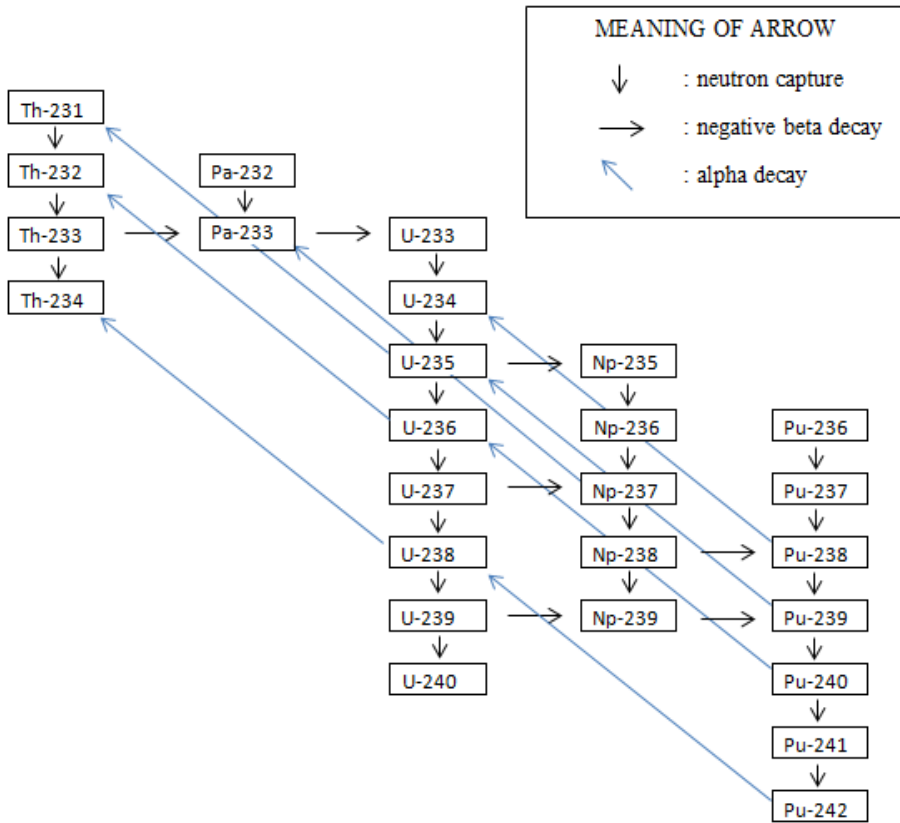 MEANING OF ARROW
: neutron capture
: negative beta decay
: alpha decay
Th-231
Th-232
Pa-232
Th-233
Pa-233
U-233
Th-234
U-234
U-235
Np-235
U-236
Np-236
Pu-236
U-237
Np-237
Pu-237
U-238
Np-238
Pu-238
U-239
Np-239
Pu-239
U-240
Pu-240
Pu-241
Pu-242